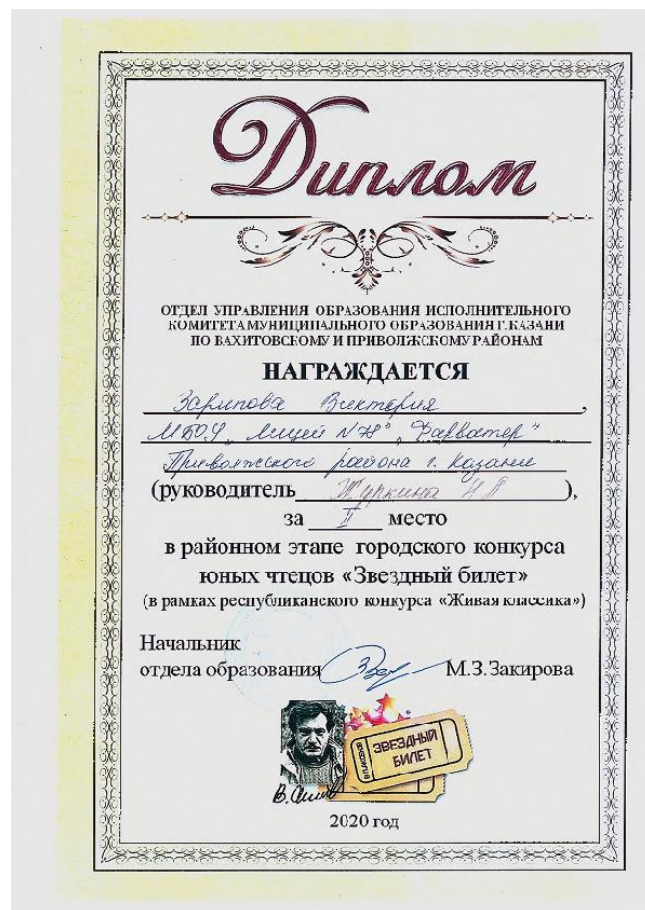 Диплом
ОТДЕЛ УПРАВЛЕНИЯ ОБРАЗОВАНИЯ ИСПОЛНИТЕЛЬНОГО
КОМИТЕТА МУНИЦИПАЛЬНОГО ОБРАЗОВАНИЯ Г.КАЗАНИ
ПО ВАХИТОВСКОМУ И ПРИВОЛЖСКОМУ РАЙОНАМ
НАГРАЖДАЕТСЯ
Зарипова Виктория,
МБОУ „Лицей N78" „Фарватер"
Приволжского района г. Казани
(руководитель Журкина Н.П),
за II место
в районном этапе городского конкурса
юных чтецов «Звездный билет»
(в рамках республиканского конкурса «Живая классика»)
Начальник
отдела образования М.З.Закирова
ЗВЕЗДНЫЙ
БИЛЕТ
В.АКСЕНОВ
2020 год